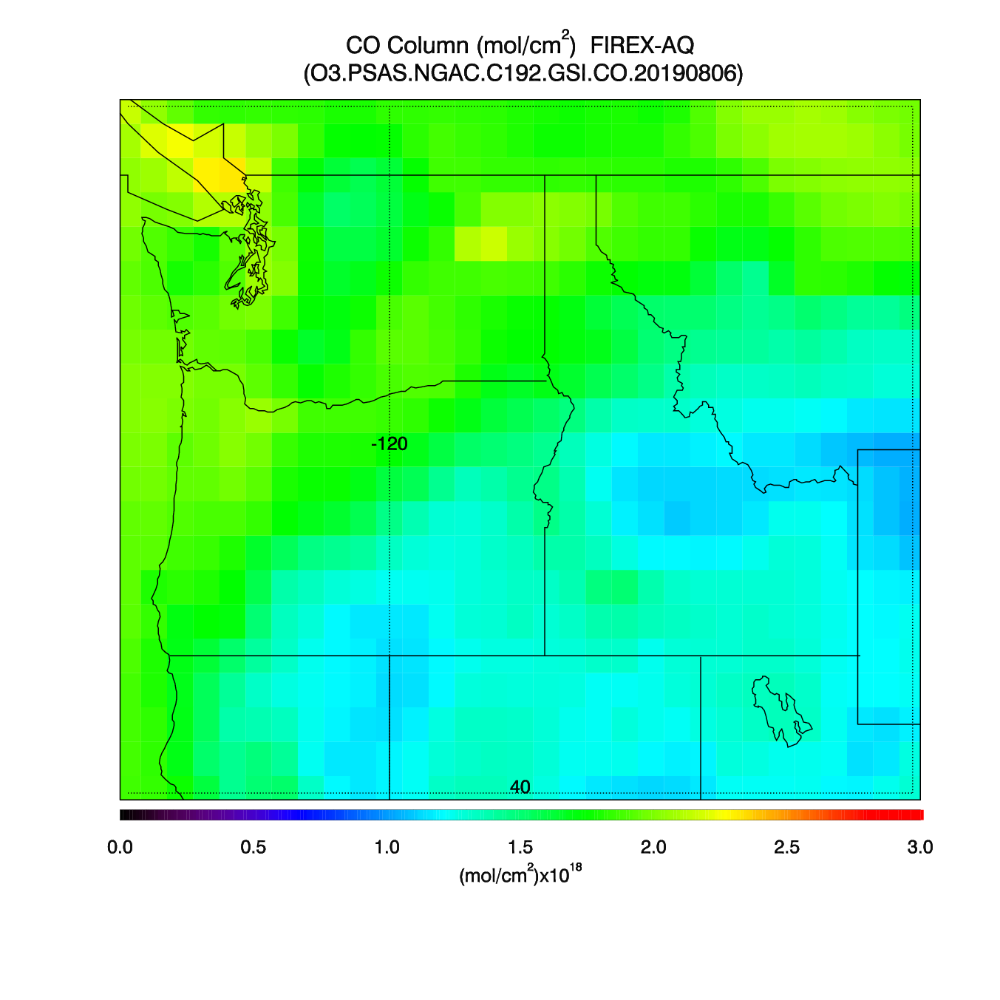 CO Column (mol/cm²) FIREX-AQ
(O3.PSAS.NGAC.C192.GSI.CO.20190806)
-120
40
0.0 0.5 1.0 1.5 2.0 2.5 3.0
(mol/cm²)x10¹⁸